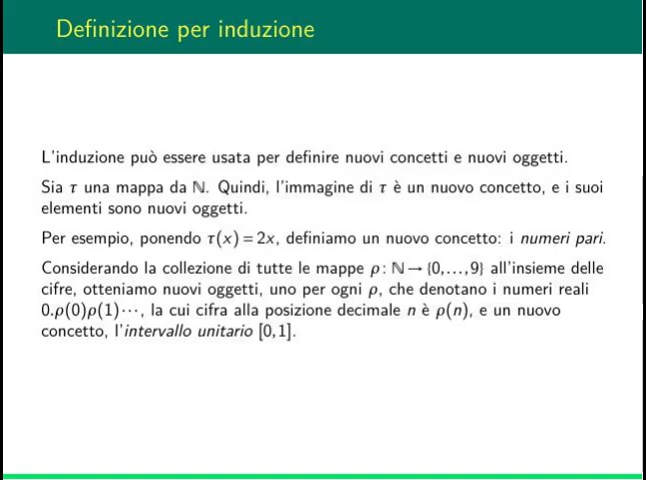 Definizione per induzione
L'induzione può essere usata per definire nuovi concetti e nuovi oggetti.
Sia τ una mappa da ℕ. Quindi, l'immagine di τ è un nuovo concetto, e i suoi
elementi sono nuovi oggetti.
Per esempio, ponendo τ(x) = 2x, definiamo un nuovo concetto: i numeri pari.
Considerando la collezione di tutte le mappe ρ: ℕ → {0,...,9} all'insieme delle
cifre, otteniamo nuovi oggetti, uno per ogni ρ, che denotano i numeri reali
0.ρ(0)ρ(1)⋯, la cui cifra alla posizione decimale n è ρ(n), e un nuovo
concetto, l'intervallo unitario [0,1].